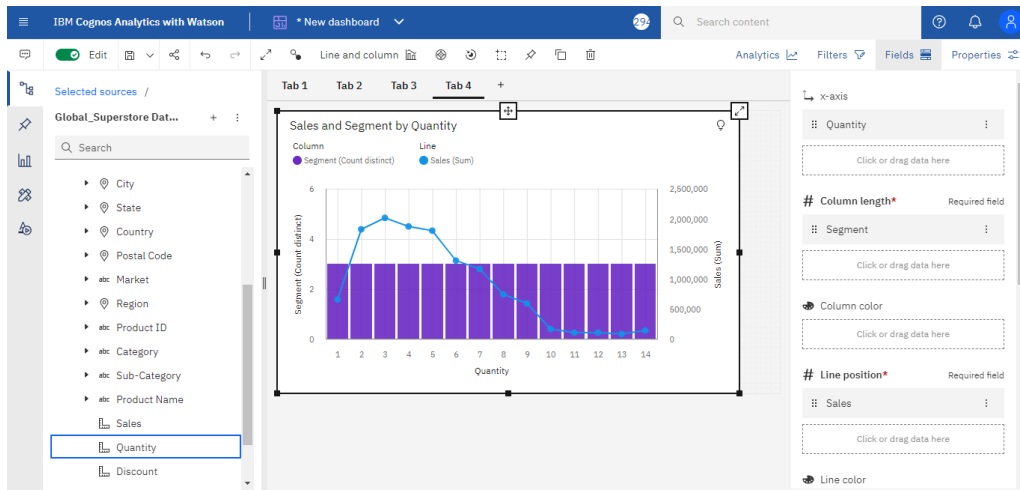 IBM Cognos Analytics with Watson
* New dashboard
294
Search content
Edit
Line and column
Analytics
Filters
Fields
Properties
Selected sources /
Global_Superstore Dat...
Search
City
State
Country
Postal Code
abc Market
Region
abc Product ID
abc Category
abc Sub-Category
abc Product Name
Sales
Quantity
Discount
Tab 1 Tab 2 Tab 3 Tab 4 +
Sales and Segment by Quantity
Column Line
Segment (Count distinct) Sales (Sum)
Segment (Count distinct)
6
4
2
0
2,500,000
2,000,000
1,500,000
1,000,000
500,000
0
Sales (Sum)
1 2 3 4 5 6 7 8 9 10 11 12 13 14
Quantity
x-axis
Quantity
Click or drag data here
# Column length* Required field
Segment
Click or drag data here
Column color
Click or drag data here
# Line position* Required field
Sales
Click or drag data here
Line color